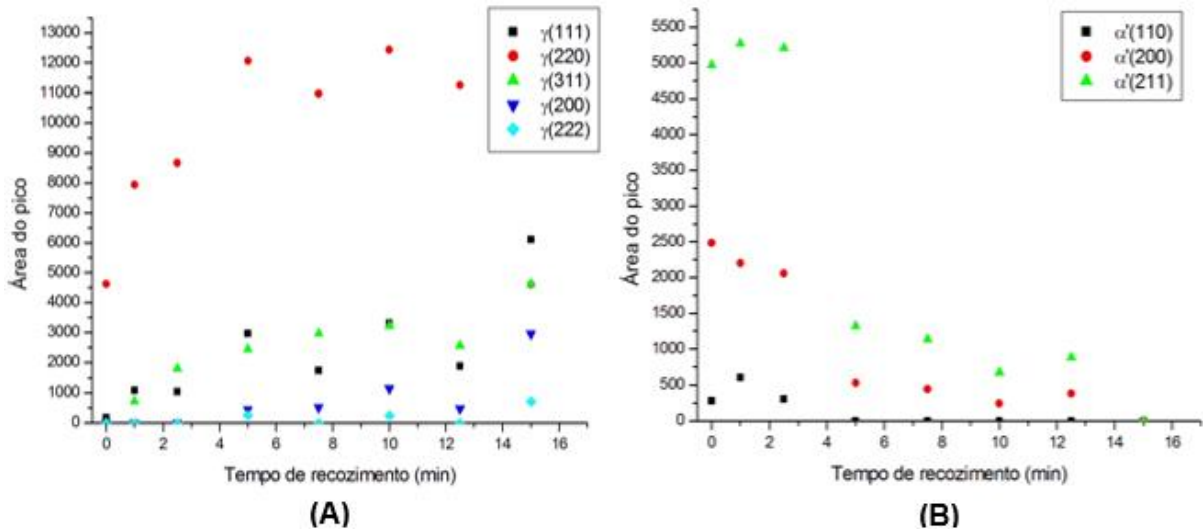 13000
12000
11000
10000
9000
8000
7000
6000
5000
4000
3000
2000
1000
0
Área do pico
0 2 4 6 8 10 12 14 16
Tempo de recozimento (min)
γ(111)
γ(220)
γ(311)
γ(200)
γ(222)
(A)
5500
5000
4500
4000
3500
3000
2500
2000
1500
1000
500
0
Área do pico
0 2 4 6 8 10 12 14 16
Tempo de recozimento (min)
α'(110)
α'(200)
α'(211)
(B)